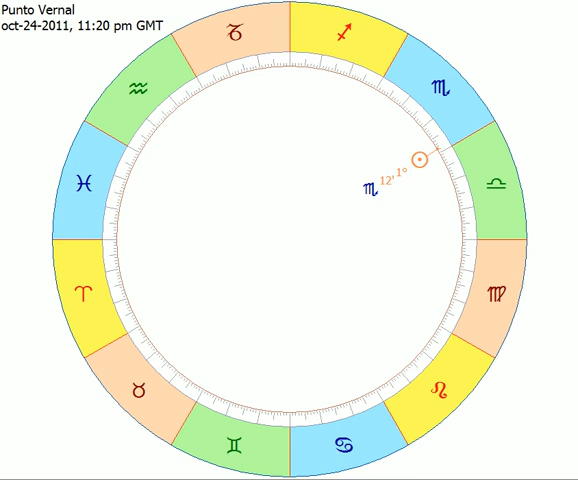 Punto Vernal
oct-24-2011, 11:20 pm GMT
♑ ♐
♒ ♏
♓ ♎
♏ 12' 1° ☉
♈ ♍
♉ ♌
♊ ♋